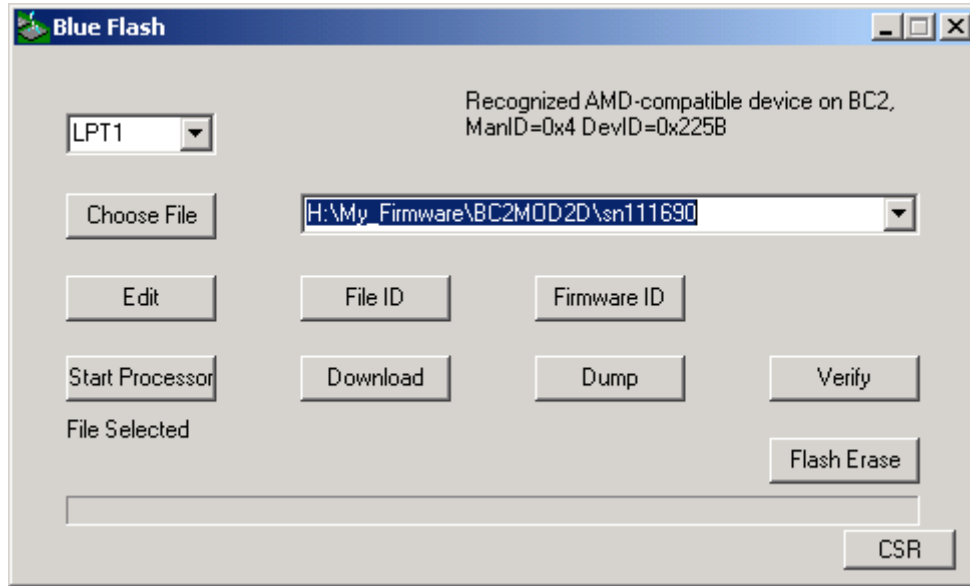 Blue Flash
Recognized AMD-compatible device on BC2,
LPT1
ManID=0x4 DevID=0x225B
Choose File
H:\My_Firmware\BC2MOD2D\sn111690
Edit
File ID
Firmware ID
Start Processor
Download
Dump
Verify
File Selected
Flash Erase
CSR